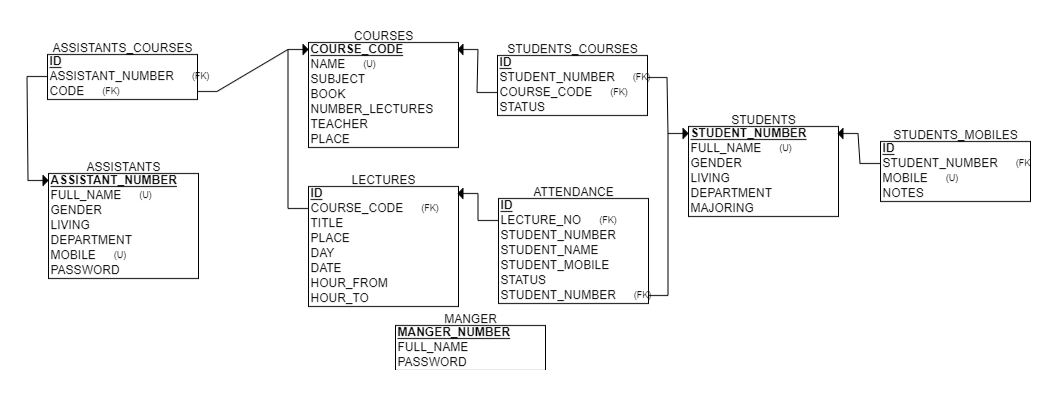 ASSISTANTS_COURSES
ID
ASSISTANT_NUMBER (FK)
CODE (FK)
COURSES
COURSE_CODE
NAME (U)
SUBJECT
BOOK
NUMBER_LECTURES
TEACHER
PLACE
STUDENTS_COURSES
ID
STUDENT_NUMBER (FK)
COURSE_CODE (FK)
STATUS
STUDENTS
STUDENT_NUMBER
FULL_NAME (U)
GENDER
LIVING
DEPARTMENT
MAJORING
STUDENTS_MOBILES
ID
STUDENT_NUMBER (FK
MOBILE (U)
NOTES
ASSISTANTS
ASSISTANT_NUMBER
FULL_NAME (U)
GENDER
LIVING
DEPARTMENT
MOBILE (U)
PASSWORD
LECTURES
ID
COURSE_CODE (FK)
TITLE
PLACE
DAY
DATE
HOUR_FROM
HOUR_TO
ATTENDANCE
ID
LECTURE_NO (FK)
STUDENT_NUMBER
STUDENT_NAME
STUDENT_MOBILE
STATUS
STUDENT_NUMBER (FK)
MANGER
MANGER_NUMBER
FULL_NAME
PASSWORD